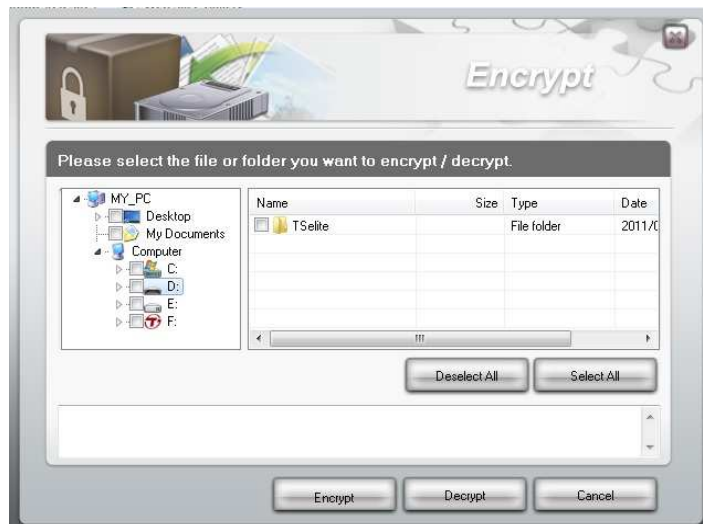 Encrypt
Please select the file or folder you want to encrypt / decrypt.
MY_PC
Desktop
My Documents
Computer
C:
D:
E:
F:
Name Size Type Date
TSelite File folder 2011/0
Deselect All Select All
Encrypt Decrypt Cancel